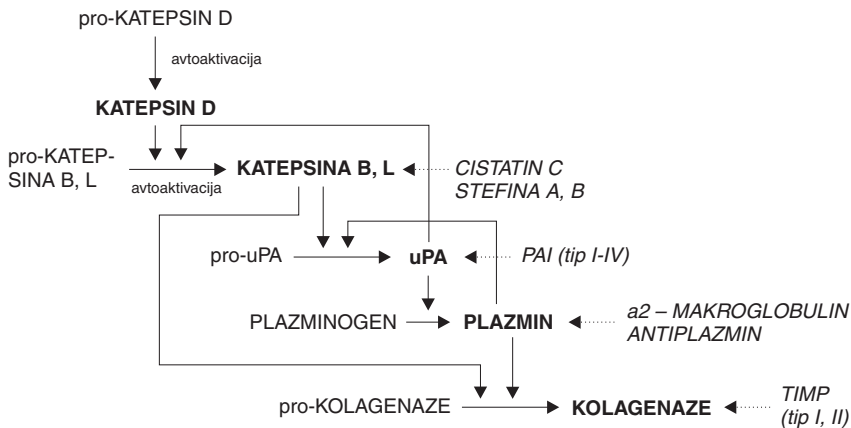 pro-KATEPSIN D
avtoaktivacija
KATEPSIN D
pro-KATEP-
SINA B, L
avtoaktivacija
KATEPSINA B, L
CISTATIN C
STEFINA A, B
pro-uPA
uPA
PAI (tip I-IV)
PLAZMINOGEN
PLAZMIN
a2 – MAKROGLOBULIN
ANTIPLAZMIN
pro-KOLAGENAZE
KOLAGENAZE
TIMP
(tip I, II)